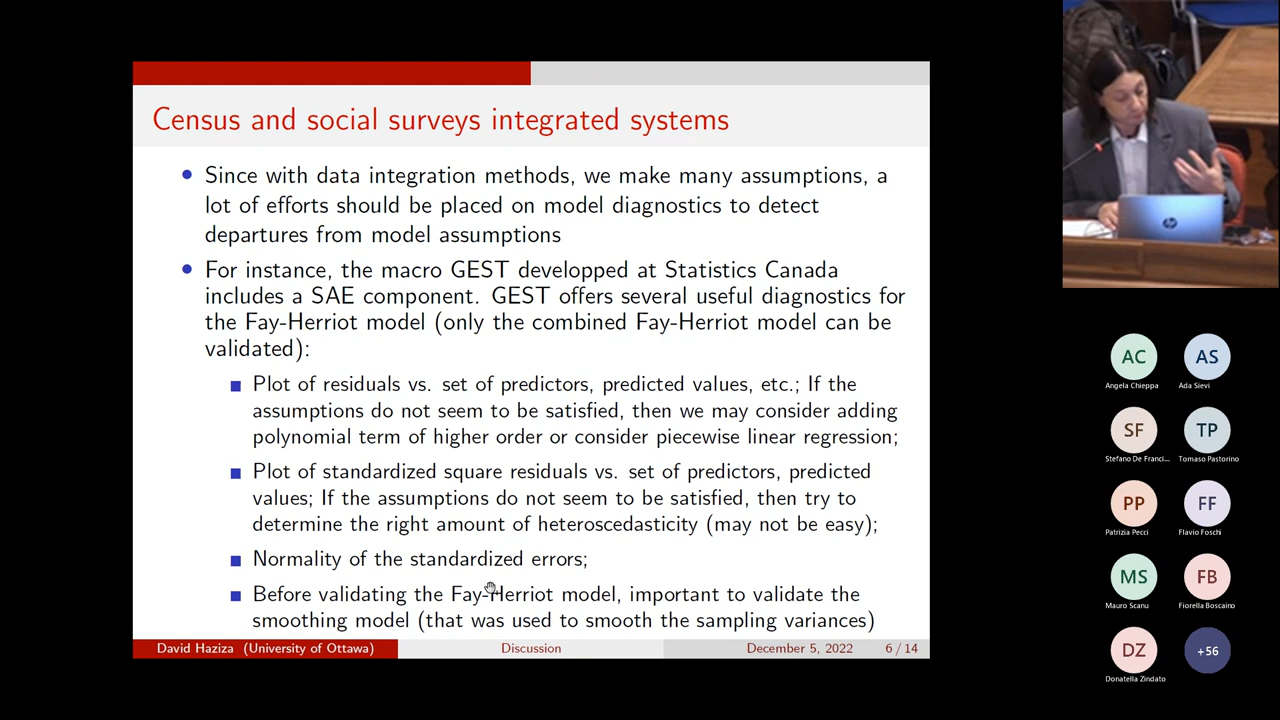 Census and social surveys integrated systems
Since with data integration methods, we make many assumptions, a
lot of efforts should be placed on model diagnostics to detect
departures from model assumptions
For instance, the macro GEST developped at Statistics Canada
includes a SAE component. GEST offers several useful diagnostics for
the Fay-Herriot model (only the combined Fay-Herriot model can be
validated):
Plot of residuals vs. set of predictors, predicted values, etc.; If the
assumptions do not seem to be satisfied, then we may consider adding
polynomial term of higher order or consider piecewise linear regression;
Plot of standardized square residuals vs. set of predictors, predicted
values; If the assumptions do not seem to be satisfied, then try to
determine the right amount of heteroscedasticity (may not be easy);
Normality of the standardized errors;
Before validating the Fay-Herriot model, important to validate the
smoothing model (that was used to smooth the sampling variances)
David Haziza (University of Ottawa) Discussion December 5, 2022 6 / 14
hp
AC AS
Angela Chieppa Ada Sievi
SF TP
Stefano De Franci... Tomaso Pastorino
PP FF
Patrizia Pecci Flavio Foschi
MS FB
Mauro Scanu Fiorella Boscaino
DZ +56
Donatella Zindato